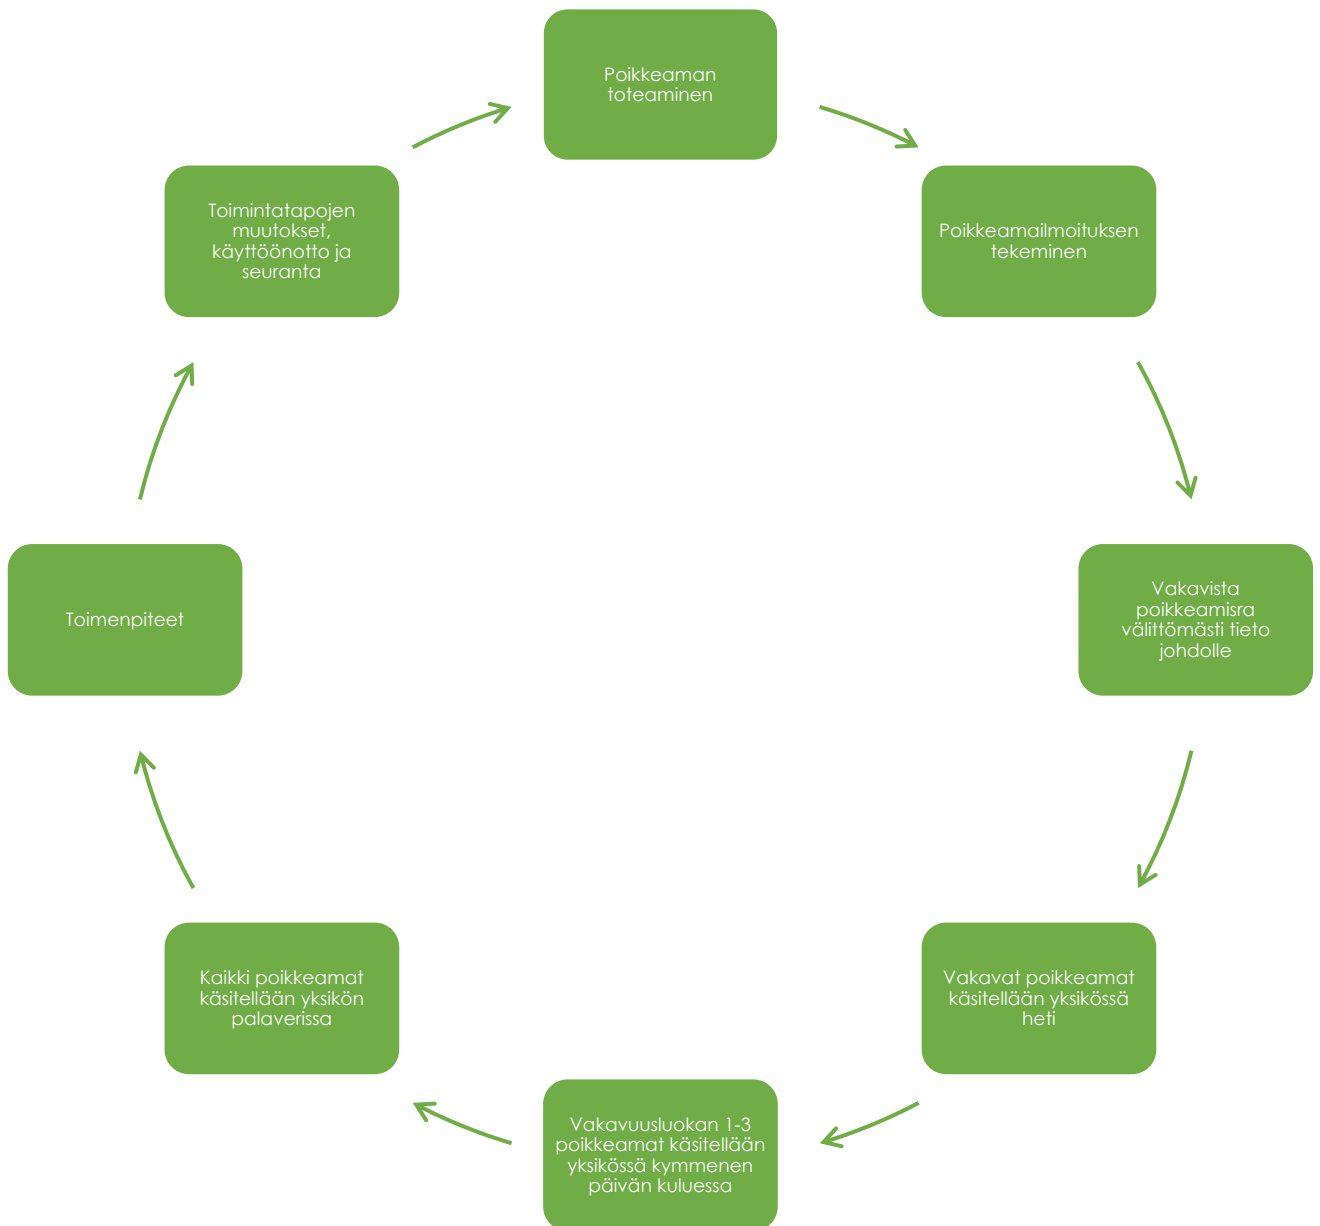 Poikkeaman
toteaminen
Poikkeamailmoituksen
tekeminen
Vakavista
poikkeamisra
välittömästi tieto
johdolle
Vakavat poikkeamat
käsitellään yksikössä
heti
Vakavuusluokan 1-3
poikkeamat käsitellään
yksikössä kymmenen
päivän kuluessa
Kaikki poikkeamat
käsitellään yksikön
palaverissa
Toimenpiteet
Toimintatapojen
muutokset,
käyttöönotto ja
seuranta